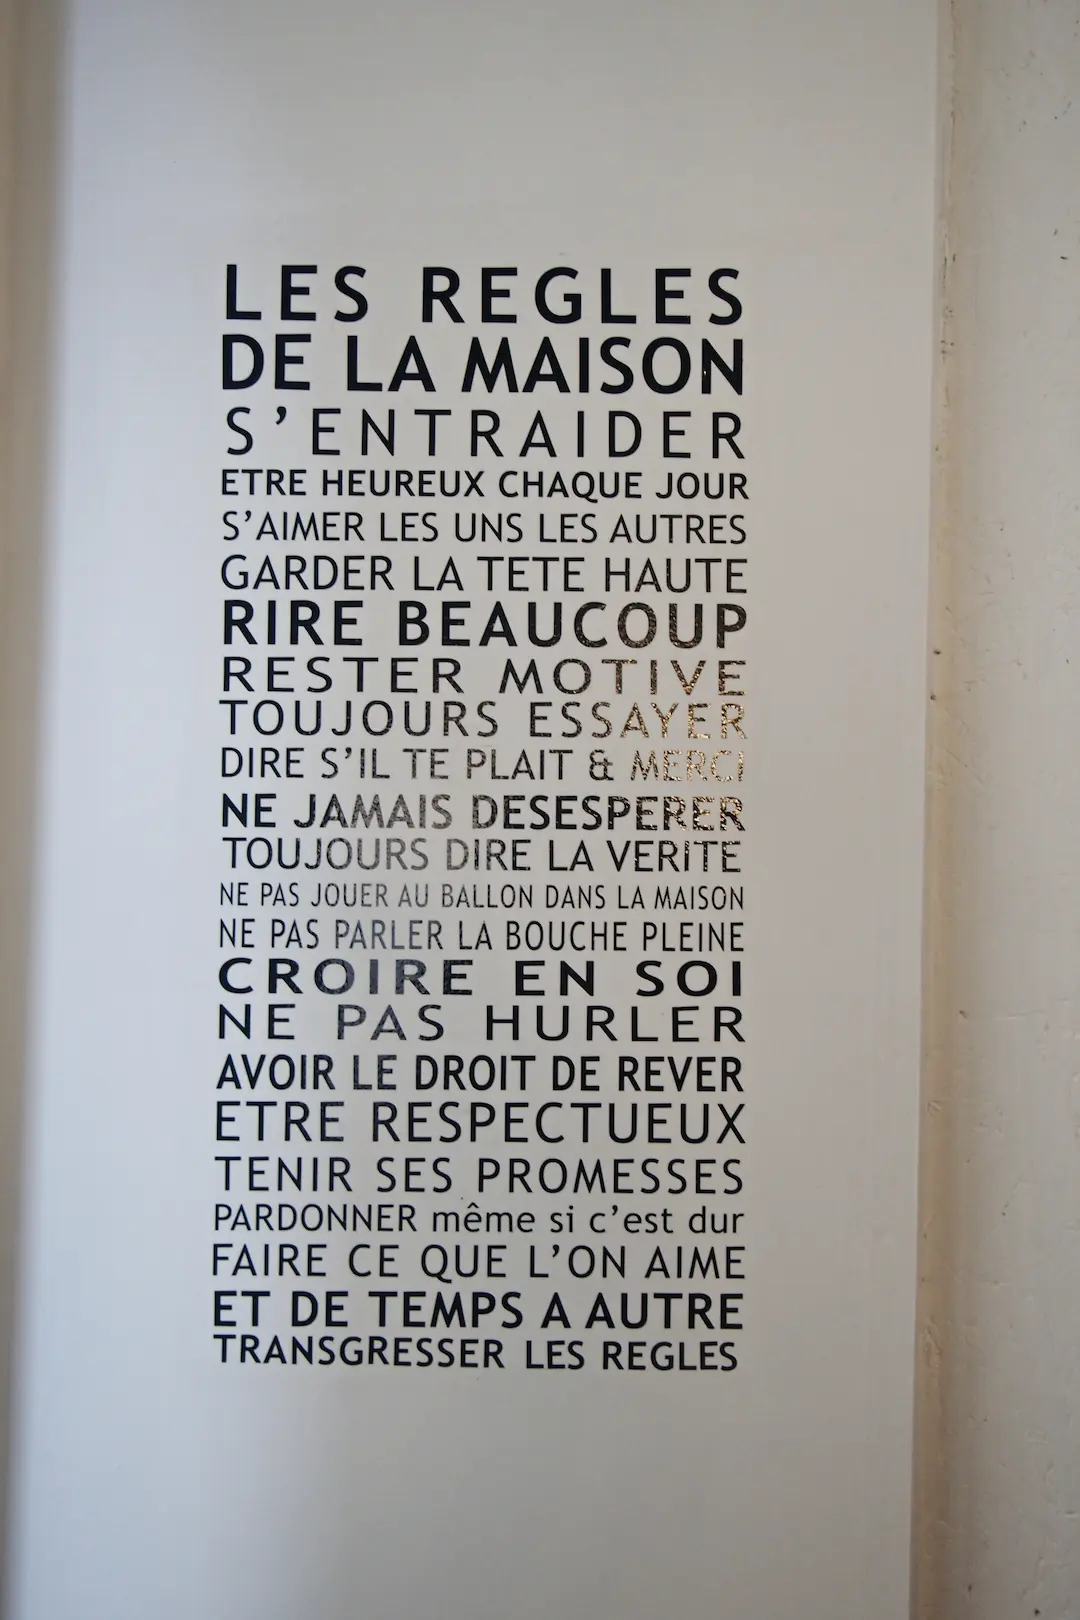 LES REGLES
DE LA MAISON
S'ENTRAIDER
ETRE HEUREUX CHAQUE JOUR
S'AIMER LES UNS LES AUTRES
GARDER LA TETE HAUTE
RIRE BEAUCOUP
RESTER MOTIVE
TOUJOURS ESSAYER
DIRE S'IL TE PLAIT & MERCI
NE JAMAIS DESESPERER
TOUJOURS DIRE LA VERITE
NE PAS JOUER AU BALLON DANS LA MAISON
NE PAS PARLER LA BOUCHE PLEINE
CROIRE EN SOI
NE PAS HURLER
AVOIR LE DROIT DE REVER
ETRE RESPECTUEUX
TENIR SES PROMESSES
PARDONNER même si c'est dur
FAIRE CE QUE L'ON AIME
ET DE TEMPS A AUTRE
TRANSGRESSER LES REGLES